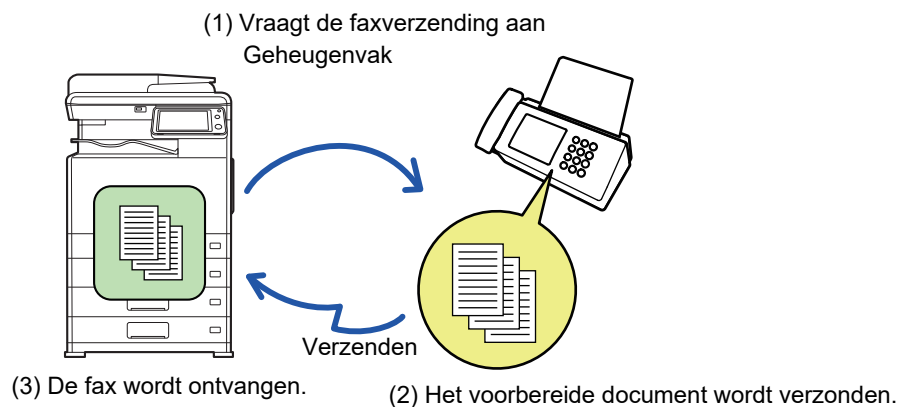 (1) Vraagt de faxverzending aan
Geheugenvak
Verzenden
(3) De fax wordt ontvangen.
(2) Het voorbereide document wordt verzonden.